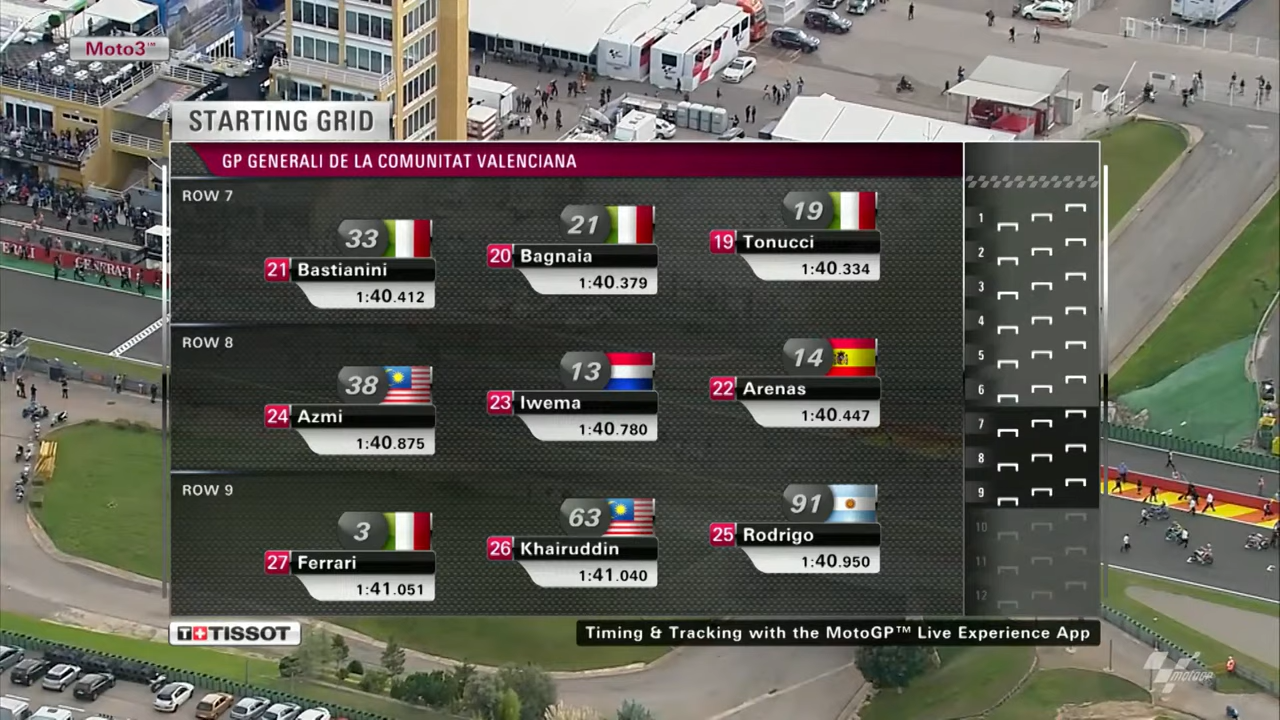 Moto3™
STARTING GRID
GP GENERALI DE LA COMUNITAT VALENCIANA
ROW 7
33
21 Bastianini
1:40.412
21
20 Bagnaia
1:40.379
19
19 Tonucci
1:40.334
ROW 8
38
24 Azmi
1:40.875
13
23 Iwema
1:40.780
14
22 Arenas
1:40.447
ROW 9
3
27 Ferrari
1:41.051
63
26 Khairuddin
1:41.040
91
25 Rodrigo
1:40.950
1
2
3
4
5
6
7
8
9
10
11
12
GENERALI
T+TISSOT
Timing & Tracking with the MotoGP™ Live Experience App
MotoGP